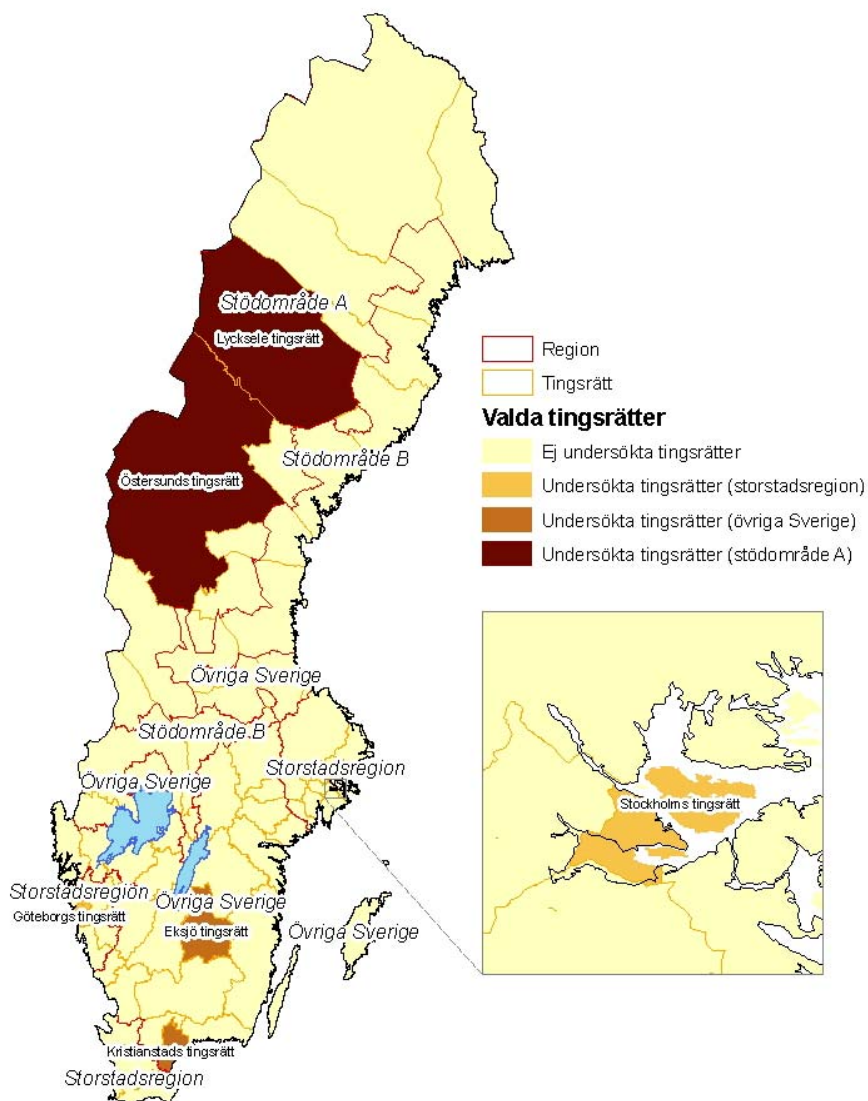 Stödområde A
Lycksele tingsrätt
Region
Tingsrätt
Valda tingsrätter
Ej undersökta tingsrätter
Undersökta tingsrätter (storstadsregion)
Undersökta tingsrätter (övriga Sverige)
Undersökta tingsrätter (stödområde A)
Stödområde B
Östersunds tingsrätt
Övriga Sverige
Stödområde B
Storstadsregion
Övriga Sverige
Stockholms tingsrätt
Storstadsregion
Göteborgs tingsrätt
Övriga Sverige
Eksjö tingsrätt
Övriga Sverige
Kristianstads tingsrätt
Storstadsregion